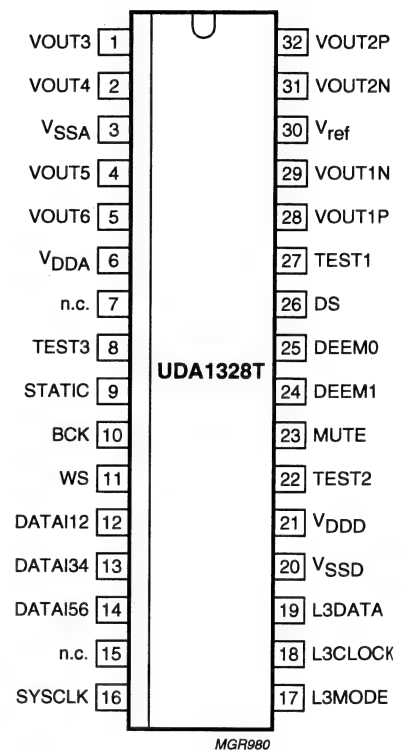 VOUT3 1 32 VOUT2P
VOUT4 2 31 VOUT2N
VSSA 3 30 Vref
VOUT5 4 29 VOUT1N
VOUT6 5 28 VOUT1P
VDDA 6 27 TEST1
n.c. 7 26 DS
TEST3 8 25 DEEM0
UDA1328T
STATIC 9 24 DEEM1
BCK 10 23 MUTE
WS 11 22 TEST2
DATAI12 12 21 VDDD
DATAI34 13 20 VSSD
DATAI56 14 19 L3DATA
n.c. 15 18 L3CLOCK
SYSCLK 16 17 L3MODE
MGR980